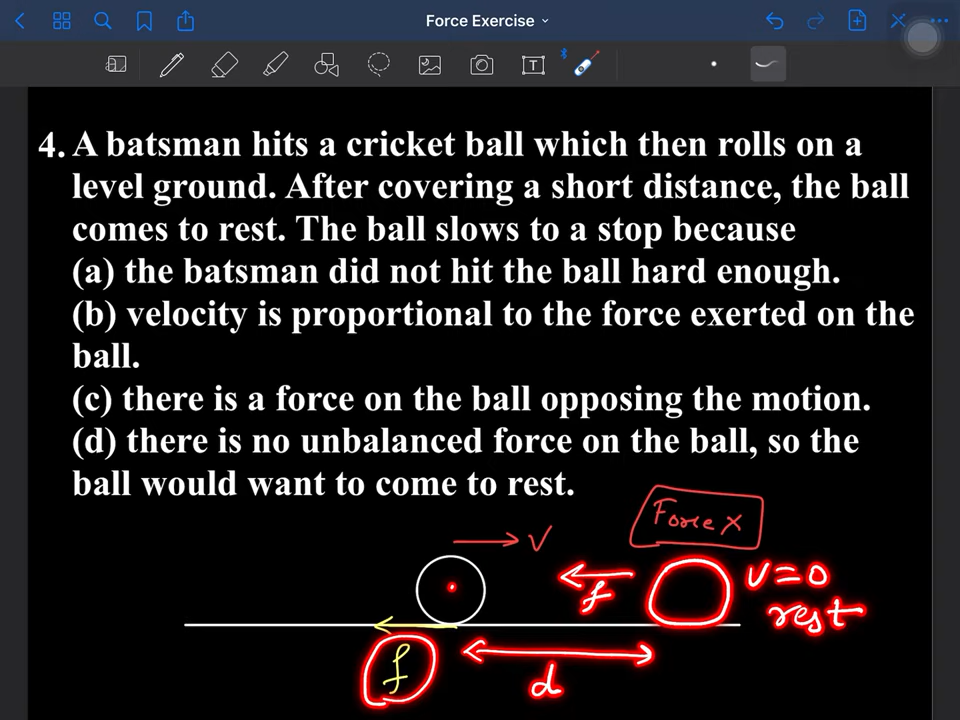 Force Exercise
4. A batsman hits a cricket ball which then rolls on a
level ground. After covering a short distance, the ball
comes to rest. The ball slows to a stop because
(a) the batsman did not hit the ball hard enough.
(b) velocity is proportional to the force exerted on the
ball.
(c) there is a force on the ball opposing the motion.
(d) there is no unbalanced force on the ball, so the
ball would want to come to rest.
Force X
V
f
V = 0
rest
f
d